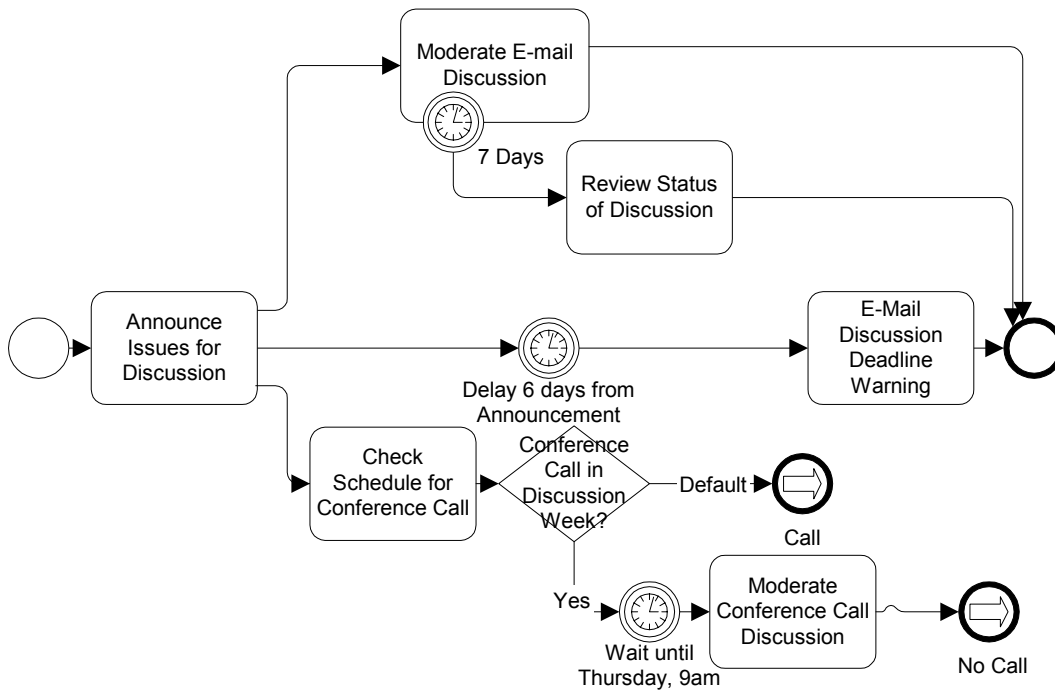 Moderate E-mail
Discussion
7 Days
Review Status
of Discussion
Announce
Issues for
Discussion
Delay 6 days from
Announcement
E-Mail
Discussion
Deadline
Warning
Check
Schedule for
Conference Call
Conference
Call in
Discussion
Week?
Default
Call
Yes
Wait until
Thursday, 9am
Moderate
Conference Call
Discussion
No Call